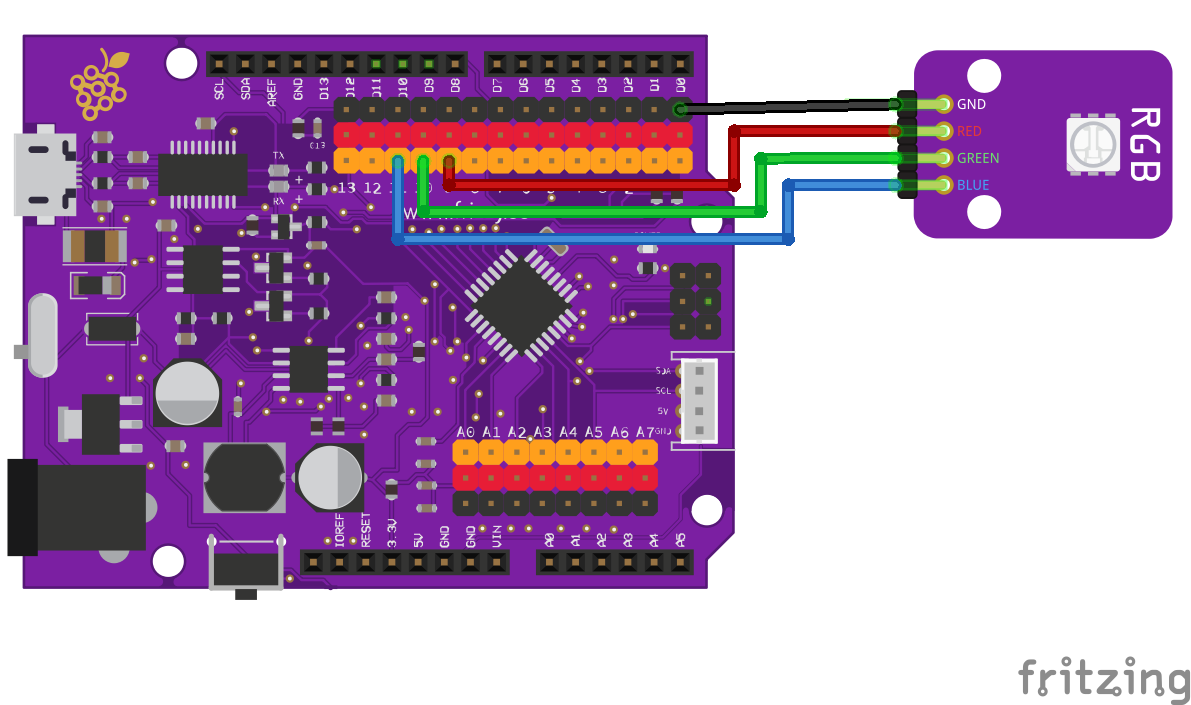 SCL SDA AREF GND D13 D12 D11 D10 D9 D8 D7 D6 D5 D4 D3 D2 D1 D0
GND
RED
GREEN
BLUE
RGB
TX
RX
+
+
13 12
SDA
SCL
5V
GND
A0 A1 A2 A3 A4 A5 A6 A7
IOREF RESET 3.3V 5V GND GND VIN A0 A1 A2 A3 A4 A5
fritzing